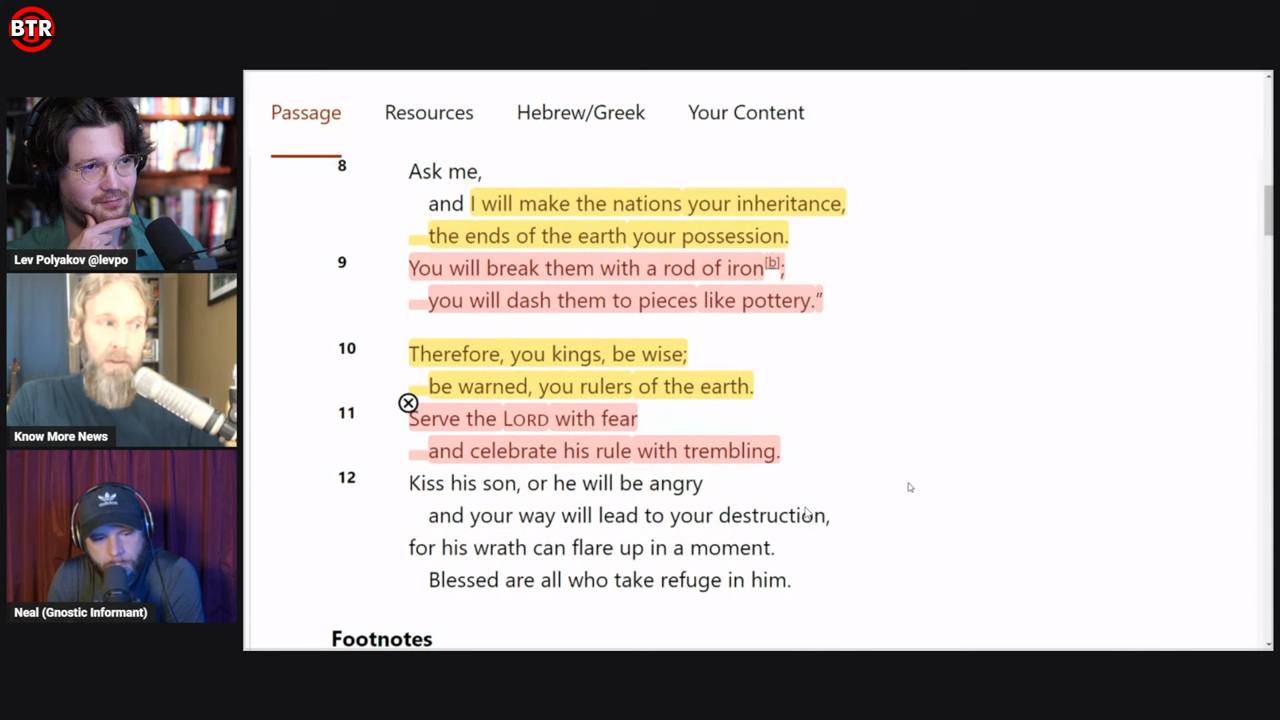 BTR
Lev Polyakov @levpo
Know More News
Neal (Gnostic Informant)
Passage Resources Hebrew/Greek Your Content
8 Ask me,
and I will make the nations your inheritance,
the ends of the earth your possession.
9 You will break them with a rod of iron[b];
you will dash them to pieces like pottery.”
10 Therefore, you kings, be wise;
be warned, you rulers of the earth.
11 Serve the LORD with fear
and celebrate his rule with trembling.
12 Kiss his son, or he will be angry
and your way will lead to your destruction,
for his wrath can flare up in a moment.
Blessed are all who take refuge in him.
Footnotes